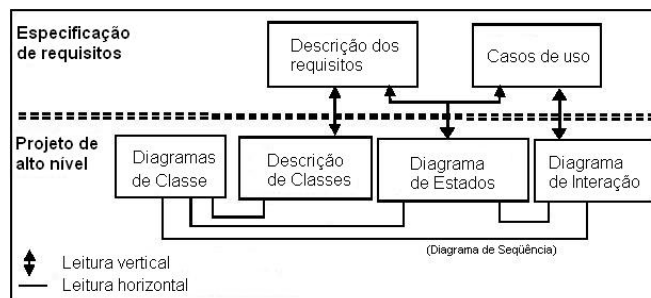 Especificação
de requisitos
Descrição dos
requisitos
Casos de uso
Projeto de
alto nível
Diagramas
de Classe
Descrição
de Classes
Diagrama
de Estados
Diagrama
de Interação
(Diagrama de Seqüência)
Leitura vertical
Leitura horizontal